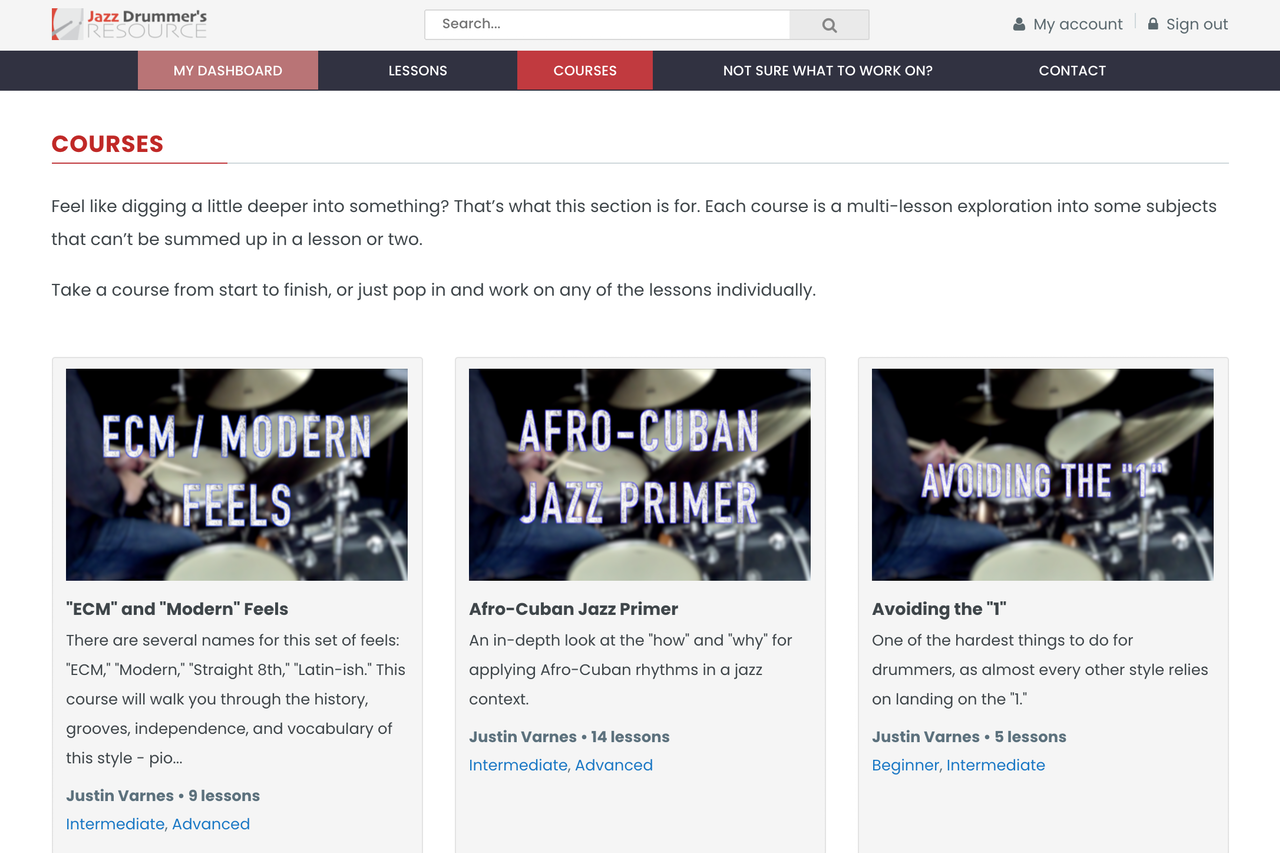 Jazz Drummer's
RESOURCE
Search...
My account
Sign out
MY DASHBOARD
LESSONS
COURSES
NOT SURE WHAT TO WORK ON?
CONTACT
COURSES
Feel like digging a little deeper into something? That’s what this section is for. Each course is a multi-lesson exploration into some subjects
that can’t be summed up in a lesson or two.
Take a course from start to finish, or just pop in and work on any of the lessons individually.
ECM / MODERN
FEELS
"ECM" and "Modern" Feels
There are several names for this set of feels:
"ECM," "Modern," "Straight 8th," "Latin-ish." This
course will walk you through the history,
grooves, independence, and vocabulary of
this style - pio...
Justin Varnes • 9 lessons
Intermediate, Advanced
AFRO-CUBAN
JAZZ PRIMER
Afro-Cuban Jazz Primer
An in-depth look at the "how" and "why" for
applying Afro-Cuban rhythms in a jazz
context.
Justin Varnes • 14 lessons
Intermediate, Advanced
AVOIDING THE "1"
Avoiding the "1"
One of the hardest things to do for
drummers, as almost every other style relies
on landing on the "1."
Justin Varnes • 5 lessons
Beginner, Intermediate